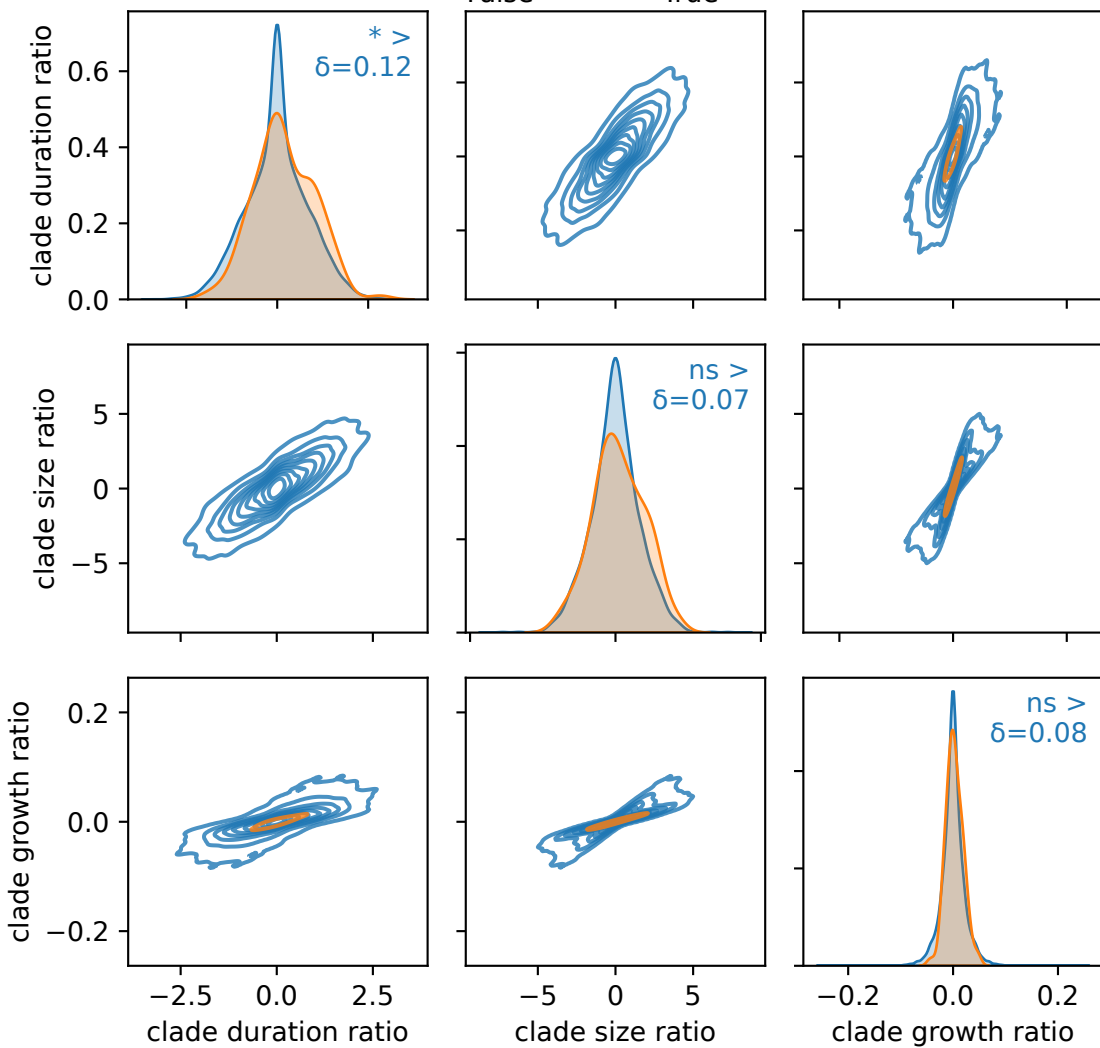 * >
δ=0.12
clade duration ratio
0.6
0.4
0.2
0.0
ns >
δ=0.07
clade size ratio
5
0
−5
ns >
δ=0.08
clade growth ratio
0.2
0.0
−0.2
−2.5 0.0 2.5 −5 0 5 −0.2 0.0 0.2
clade duration ratio clade size ratio clade growth ratio